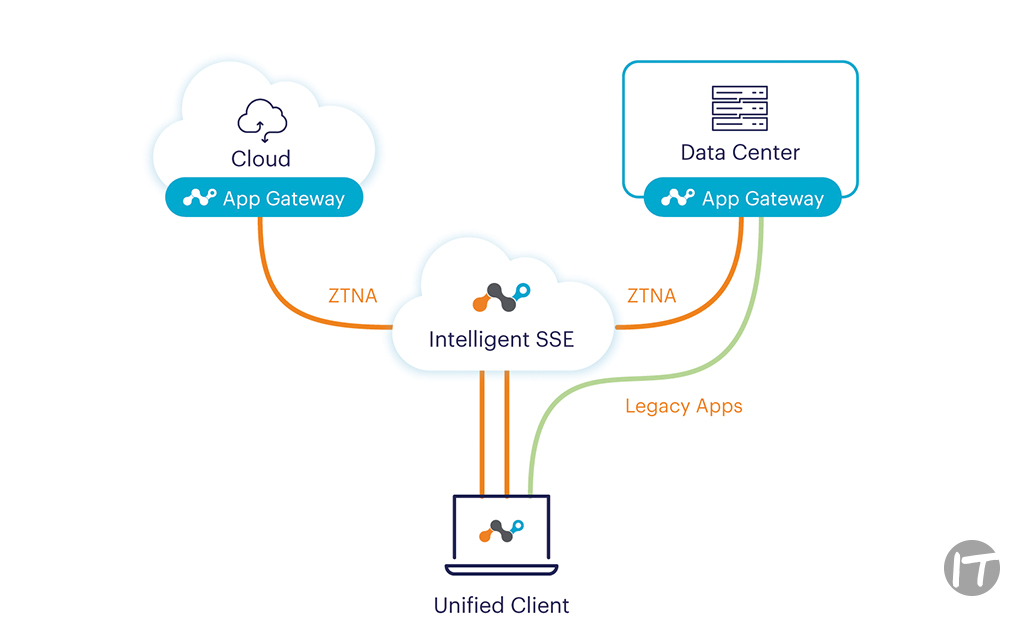 Cloud
App Gateway
Data Center
App Gateway
ZTNA
ZTNA
Intelligent SSE
Legacy Apps
Unified Client
IT